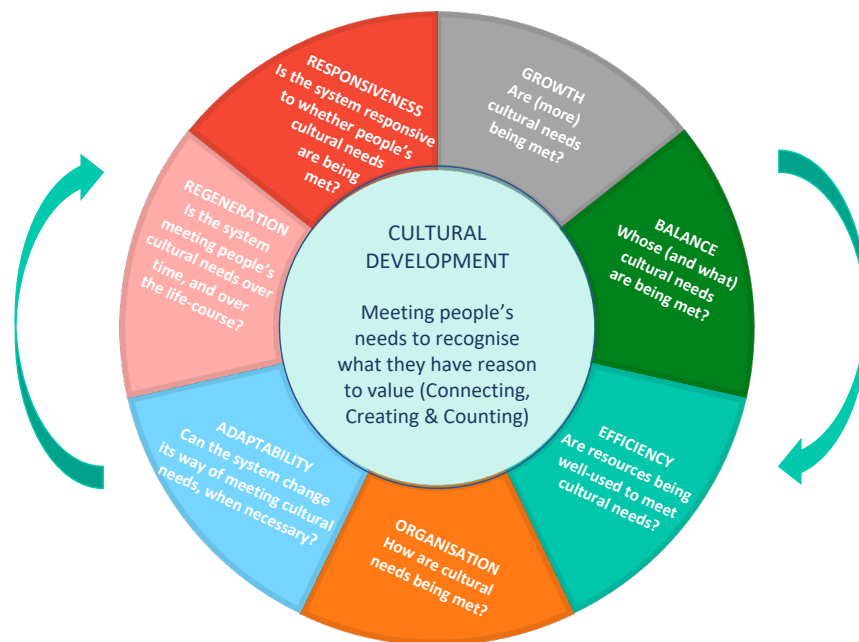 CULTURAL
DEVELOPMENT
Meeting people's
needs to recognise
what they have reason
to value (Connecting,
Creating & Counting)
GROWTH
Are (more)
cultural needs
being met?
BALANCE
Whose (and what)
cultural needs
are being met?
EFFICIENCY
Are resources being
well-used to meet
cultural needs?
ORGANISATION
How are cultural
needs being met?
ADAPTABILITY
Can the system change
its way of meeting cultural
needs, when necessary?
REGENERATION
Is the system
meeting people's
cultural needs over
time, and over
the life-course?
RESPONSIVENESS
Is the system responsive
to whether people's
cultural needs
are being
met?